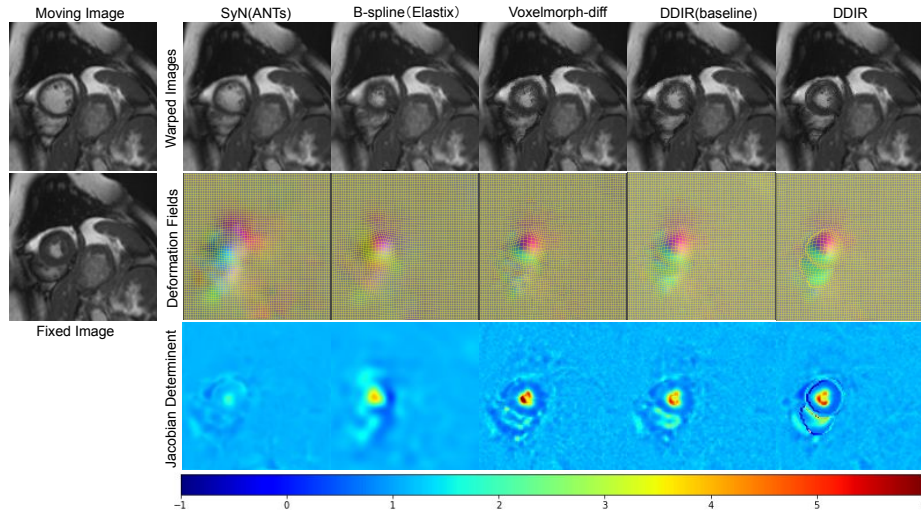 Moving Image
SyN(ANTs)
B-spline（Elastix）
Voxelmorph-diff
DDIR(baseline)
DDIR
Warped Images
Deformation Fields
Fixed Image
Jacobian Determinent
−1
0
1
2
3
4
5